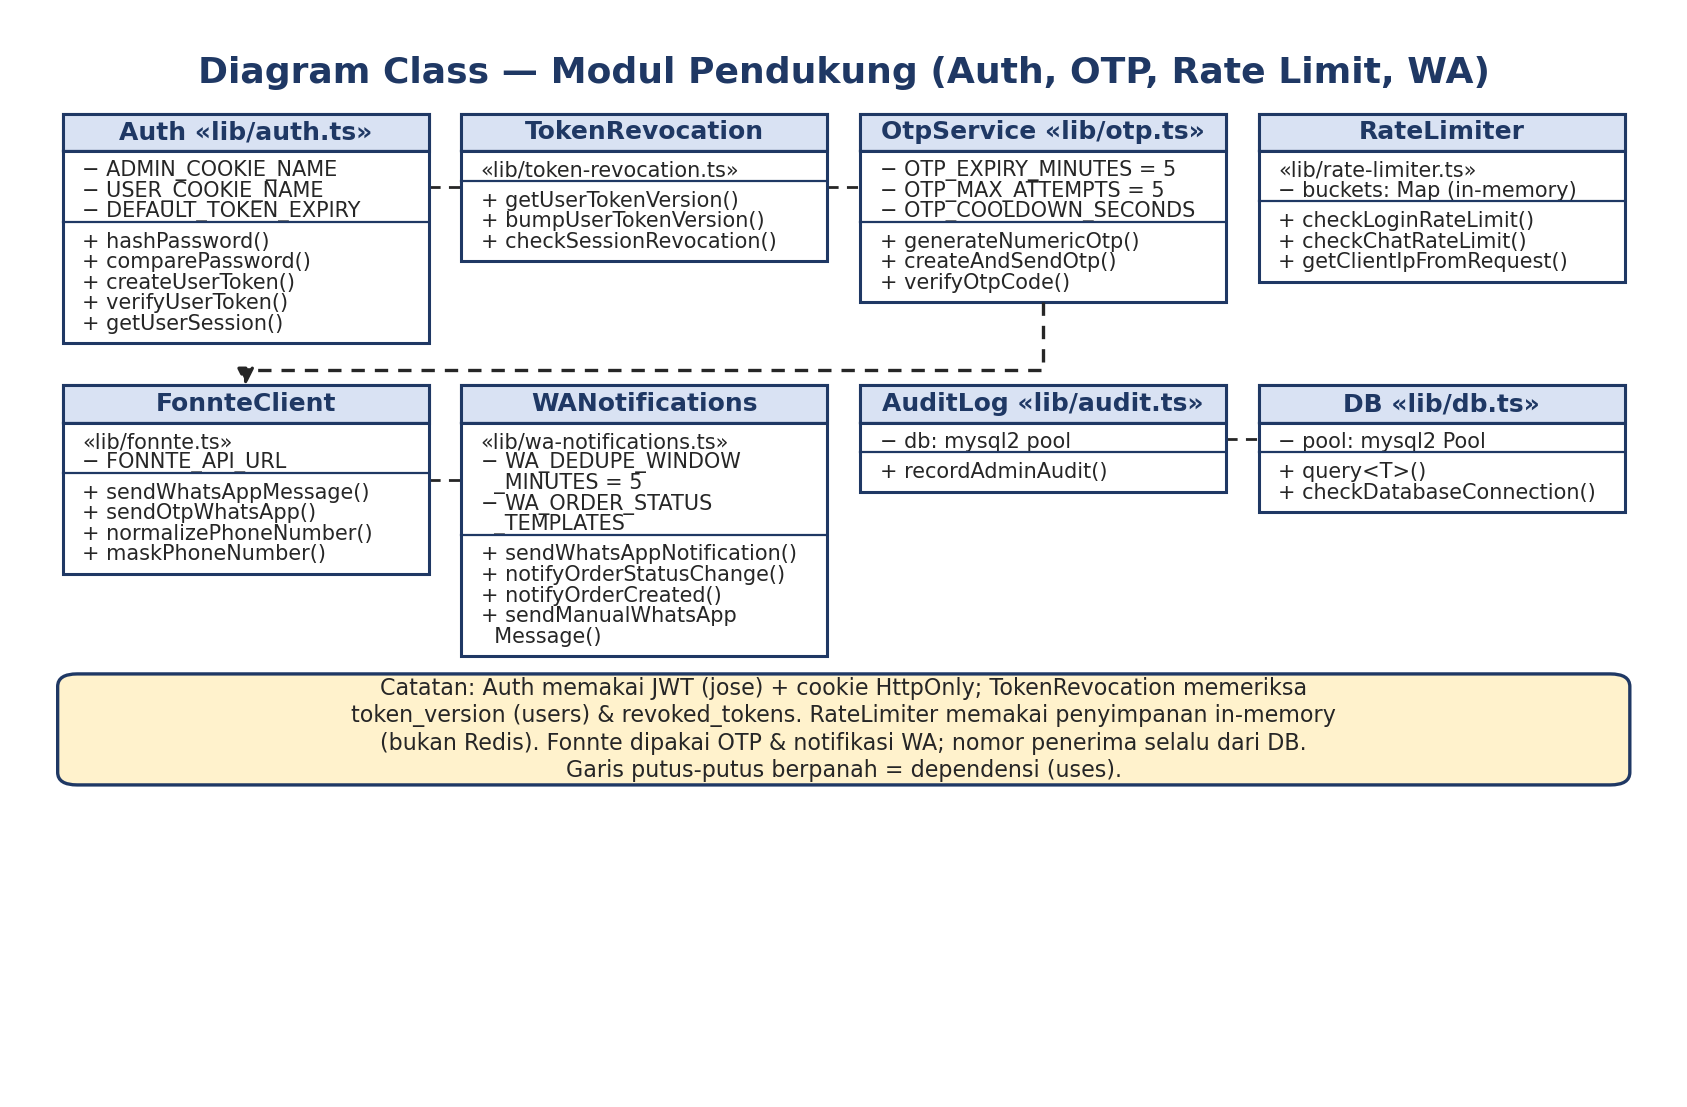 Diagram Class — Modul Pendukung (Auth, OTP, Rate Limit, WA)
Auth «lib/auth.ts»
− ADMIN_COOKIE_NAME
− USER_COOKIE_NAME
− DEFAULT_TOKEN_EXPIRY
+ hashPassword()
+ comparePassword()
+ createUserToken()
+ verifyUserToken()
+ getUserSession()
TokenRevocation
«lib/token-revocation.ts»
+ getUserTokenVersion()
+ bumpUserTokenVersion()
+ checkSessionRevocation()
OtpService «lib/otp.ts»
− OTP_EXPIRY_MINUTES = 5
− OTP_MAX_ATTEMPTS = 5
− OTP_COOLDOWN_SECONDS
+ generateNumericOtp()
+ createAndSendOtp()
+ verifyOtpCode()
RateLimiter
«lib/rate-limiter.ts»
− buckets: Map (in-memory)
+ checkLoginRateLimit()
+ checkChatRateLimit()
+ getClientIpFromRequest()
FonnteClient
«lib/fonnte.ts»
− FONNTE_API_URL
+ sendWhatsAppMessage()
+ sendOtpWhatsApp()
+ normalizePhoneNumber()
+ maskPhoneNumber()
WANotifications
«lib/wa-notifications.ts»
− WA_DEDUPE_WINDOW
_MINUTES = 5
− WA_ORDER_STATUS
_TEMPLATES
+ sendWhatsAppNotification()
+ notifyOrderStatusChange()
+ notifyOrderCreated()
+ sendManualWhatsApp
Message()
AuditLog «lib/audit.ts»
− db: mysql2 pool
+ recordAdminAudit()
DB «lib/db.ts»
− pool: mysql2 Pool
+ query<T>()
+ checkDatabaseConnection()
Catatan: Auth memakai JWT (jose) + cookie HttpOnly; TokenRevocation memeriksa
token_version (users) & revoked_tokens. RateLimiter memakai penyimpanan in-memory
(bukan Redis). Fonnte dipakai OTP & notifikasi WA; nomor penerima selalu dari DB.
Garis putus-putus berpanah = dependensi (uses).